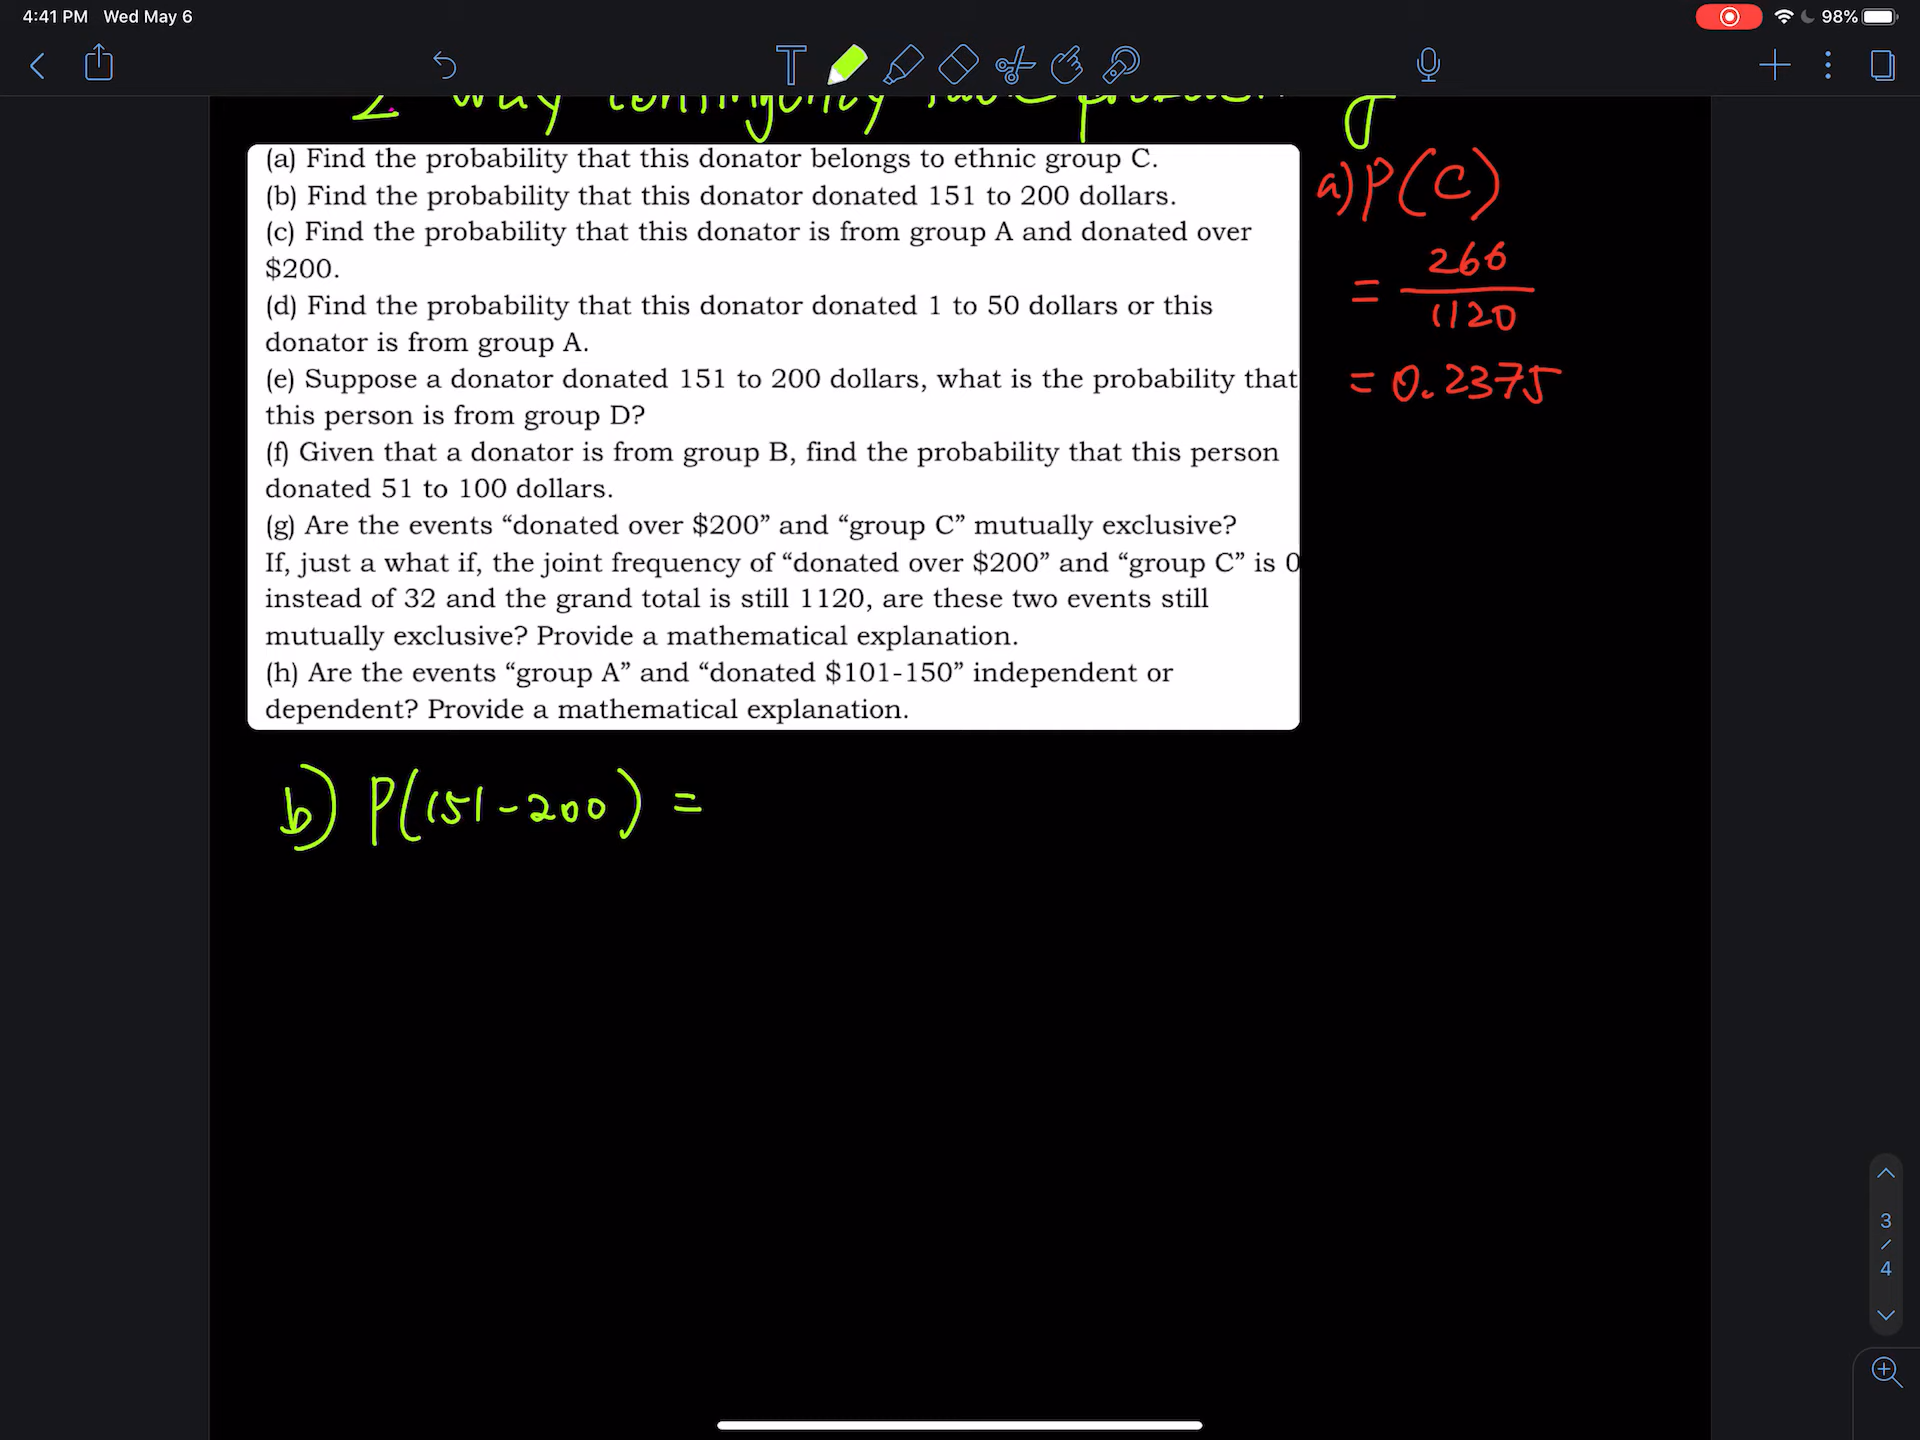 4:41 PM Wed May 6
98%
2 way contingency table problem
(a) Find the probability that this donator belongs to ethnic group C.
(b) Find the probability that this donator donated 151 to 200 dollars.
(c) Find the probability that this donator is from group A and donated over
$200.
(d) Find the probability that this donator donated 1 to 50 dollars or this
donator is from group A.
(e) Suppose a donator donated 151 to 200 dollars, what is the probability that
this person is from group D?
(f) Given that a donator is from group B, find the probability that this person
donated 51 to 100 dollars.
(g) Are the events “donated over $200” and “group C” mutually exclusive?
If, just a what if, the joint frequency of “donated over $200” and “group C” is 0
instead of 32 and the grand total is still 1120, are these two events still
mutually exclusive? Provide a mathematical explanation.
(h) Are the events “group A” and “donated $101-150” independent or
dependent? Provide a mathematical explanation.
a) P(C)
= 266
1120
= 0.2375
b) P(151-200) =
3
/
4